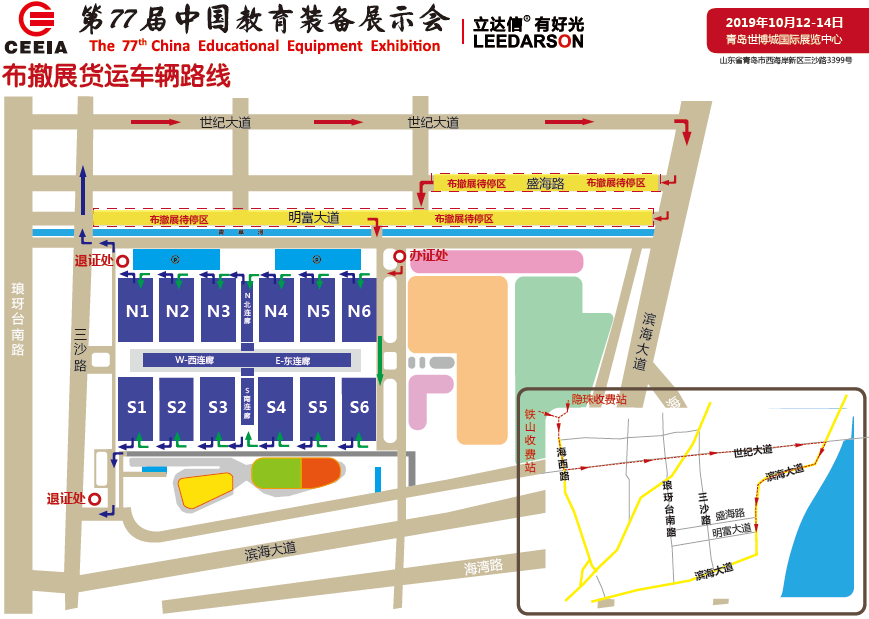 CEEIA
第77届中国教育装备展示会
The 77th China Educational Equipment Exhibition
立达信® 有好光
LEEDARSON
2019年10月12-14日
青岛世博城国际展览中心
山东省青岛市西海岸新区三沙路3399号
布撤展货运车辆路线
世纪大道
世纪大道
布撤展待停区
盛海路
布撤展待停区
布撤展待停区
明富大道
布撤展待停区
退证处
办证处
琅玡台南路
三沙路
滨海大道
N1
N2
N3
N北连廊
N4
N5
N6
W-西连廊
E-东连廊
S1
S2
S3
S南连廊
S4
S5
S6
退证处
滨海大道
海湾路
海
隐珠收费站
铁山收费站
海西路
世纪大道
滨海大道
琅玡台南路
三沙路
盛海路
明富大道
滨海大道